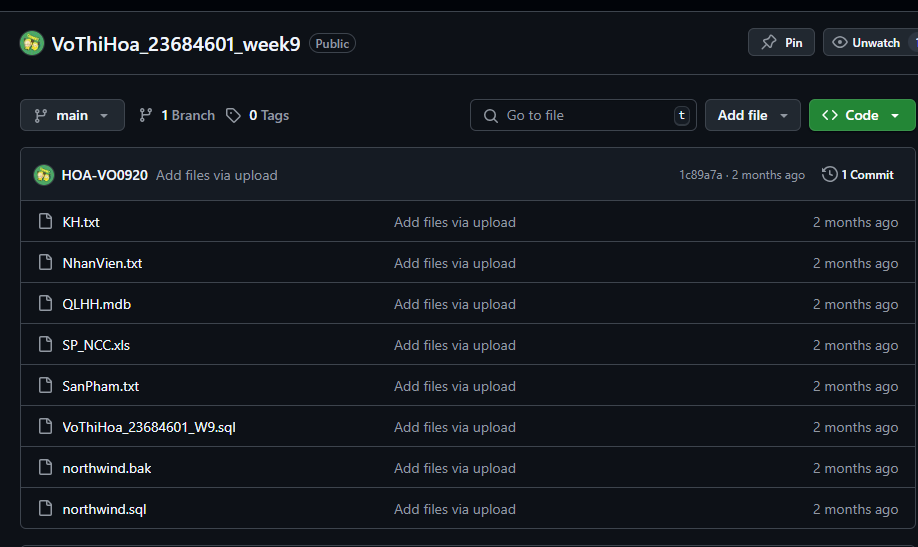 VoThiHoa_23684601_week9 Public Pin Unwatch
main 1 Branch 0 Tags Go to file t Add file Code
HOA-VO0920 Add files via upload 1c89a7a · 2 months ago 1 Commit
KH.txt Add files via upload 2 months ago
NhanVien.txt Add files via upload 2 months ago
QLHH.mdb Add files via upload 2 months ago
SP_NCC.xls Add files via upload 2 months ago
SanPham.txt Add files via upload 2 months ago
VoThiHoa_23684601_W9.sql Add files via upload 2 months ago
northwind.bak Add files via upload 2 months ago
northwind.sql Add files via upload 2 months ago